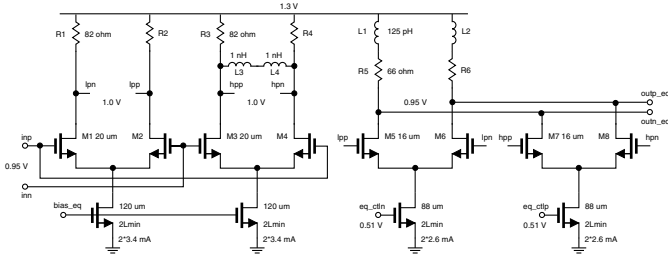 1.3 V
R1 82 ohm R2 R3 82 ohm R4 L1 125 pH L2
1 nH 1 nH
L3 L4
R5 66 ohm R6
lpn lpp hpp hpn
1.0 V 1.0 V 0.95 V
outp_eq
outn_eq
inp M1 20 um M2 M3 20 um M4 lpp M5 16 um M6 lpn hpp M7 16 um M8 hpn
0.95 V
inn
bias_eq 120 um 120 um eq_ctln 88 um eq_ctlp 88 um
2Lmin 2Lmin 0.51 V 2Lmin 0.51 V 2Lmin
2*3.4 mA 2*3.4 mA 2*2.6 mA 2*2.6 mA